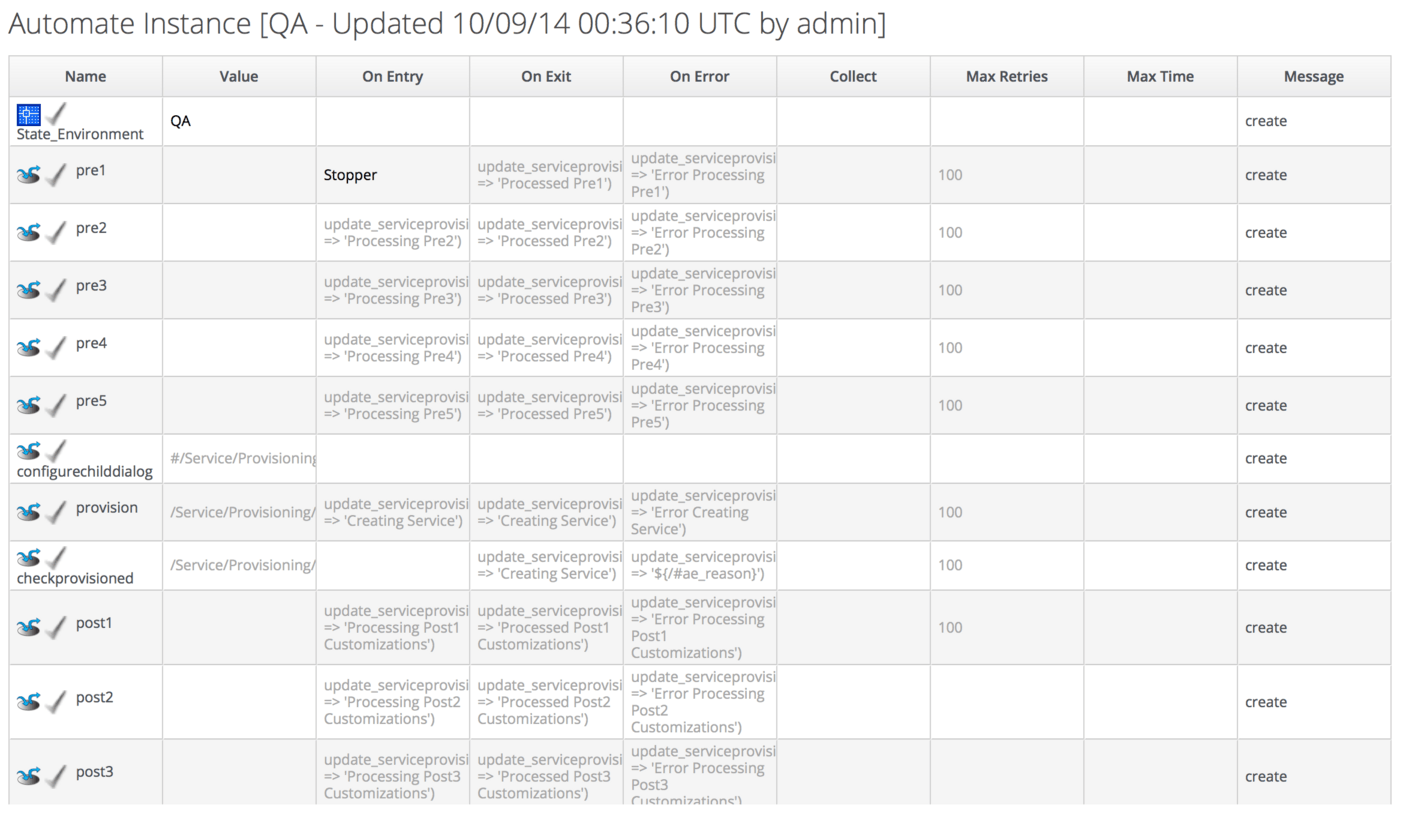 Automate Instance [QA - Updated 10/09/14 00:36:10 UTC by admin]
Name Value On Entry On Exit On Error Collect Max Retries Max Time Message
State_Environment QA create
pre1 Stopper update_serviceprovisi
=> 'Processed Pre1') update_serviceprovisi
=> 'Error Processing
Pre1') 100 create
pre2 update_serviceprovisi
=> 'Processing Pre2') update_serviceprovisi
=> 'Processed Pre2') update_serviceprovisi
=> 'Error Processing
Pre2') 100 create
pre3 update_serviceprovisi
=> 'Processing Pre3') update_serviceprovisi
=> 'Processed Pre3') update_serviceprovisi
=> 'Error Processing
Pre3') 100 create
pre4 update_serviceprovisi
=> 'Processing Pre4') update_serviceprovisi
=> 'Processed Pre4') update_serviceprovisi
=> 'Error Processing
Pre4') 100 create
pre5 update_serviceprovisi
=> 'Processing Pre5') update_serviceprovisi
=> 'Processed Pre5') update_serviceprovisi
=> 'Error Processing
Pre5') 100 create
configurechilddialog #/Service/Provisioning create
provision /Service/Provisioning/ update_serviceprovisi
=> 'Creating Service') update_serviceprovisi
=> 'Creating Service') update_serviceprovisi
=> 'Error Creating
Service') 100 create
checkprovisioned /Service/Provisioning/ update_serviceprovisi
=> 'Creating Service') update_serviceprovisi
=> '${/#ae_reason}') 100 create
post1 update_serviceprovisi
=> 'Processing Post1
Customizations') update_serviceprovisi
=> 'Processed Post1
Customizations') update_serviceprovisi
=> 'Error Processing
Post1
Customizations') 100 create
post2 update_serviceprovisi
=> 'Processing Post2
Customizations') update_serviceprovisi
=> 'Processed Post2
Customizations') update_serviceprovisi
=> 'Error Processing
Post2
Customizations') create
post3 update_serviceprovisi
=> 'Processing Post3
Customizations') update_serviceprovisi
=> 'Processed Post3
Customizations') update_serviceprovisi
=> 'Error Processing
Post3
Customizations') create